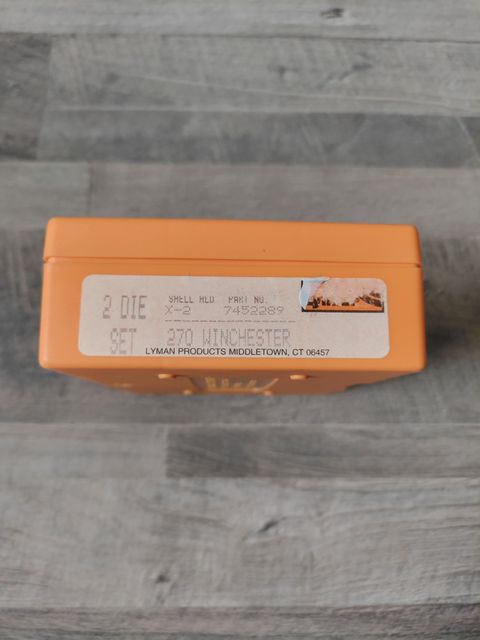 2 DIE SET
SHELL HLD PART NO.
X-2 7452289
270 WINCHESTER
LYMAN PRODUCTS MIDDLETOWN, CT 06457